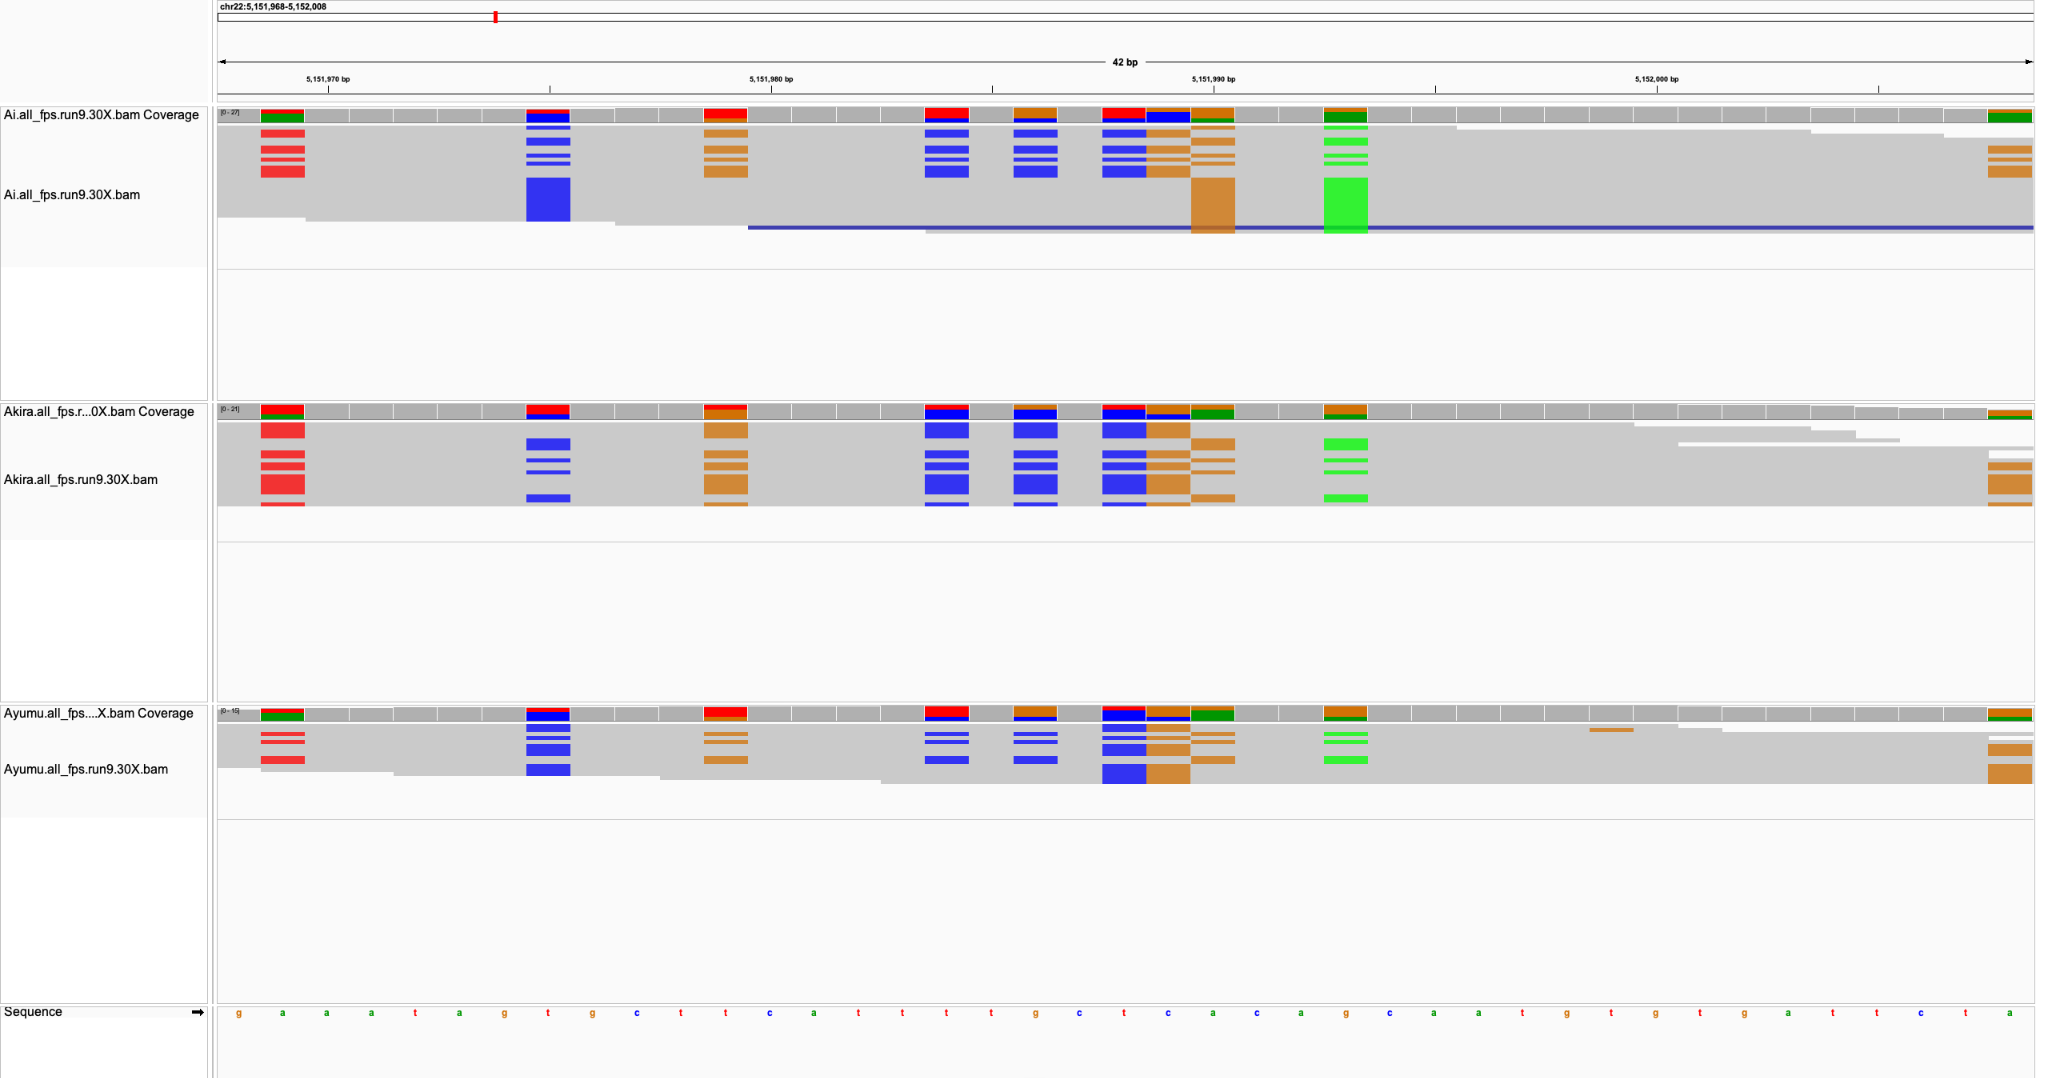 chr22:5,151,968-5,152,008
42 bp
5,151,970 bp 5,151,980 bp 5,151,990 bp 5,152,000 bp
Ai.all_fps.run9.30X.bam Coverage
[0 - 27]
Ai.all_fps.run9.30X.bam
Akira.all_fps.r...0X.bam Coverage
[0 - 21]
Akira.all_fps.run9.30X.bam
Ayumu.all_fps....X.bam Coverage
[0 - 15]
Ayumu.all_fps.run9.30X.bam
Sequence g a a a t a g t g c t t c a t t t t g c t c a c a g c a a t g t g t g a t t c t a